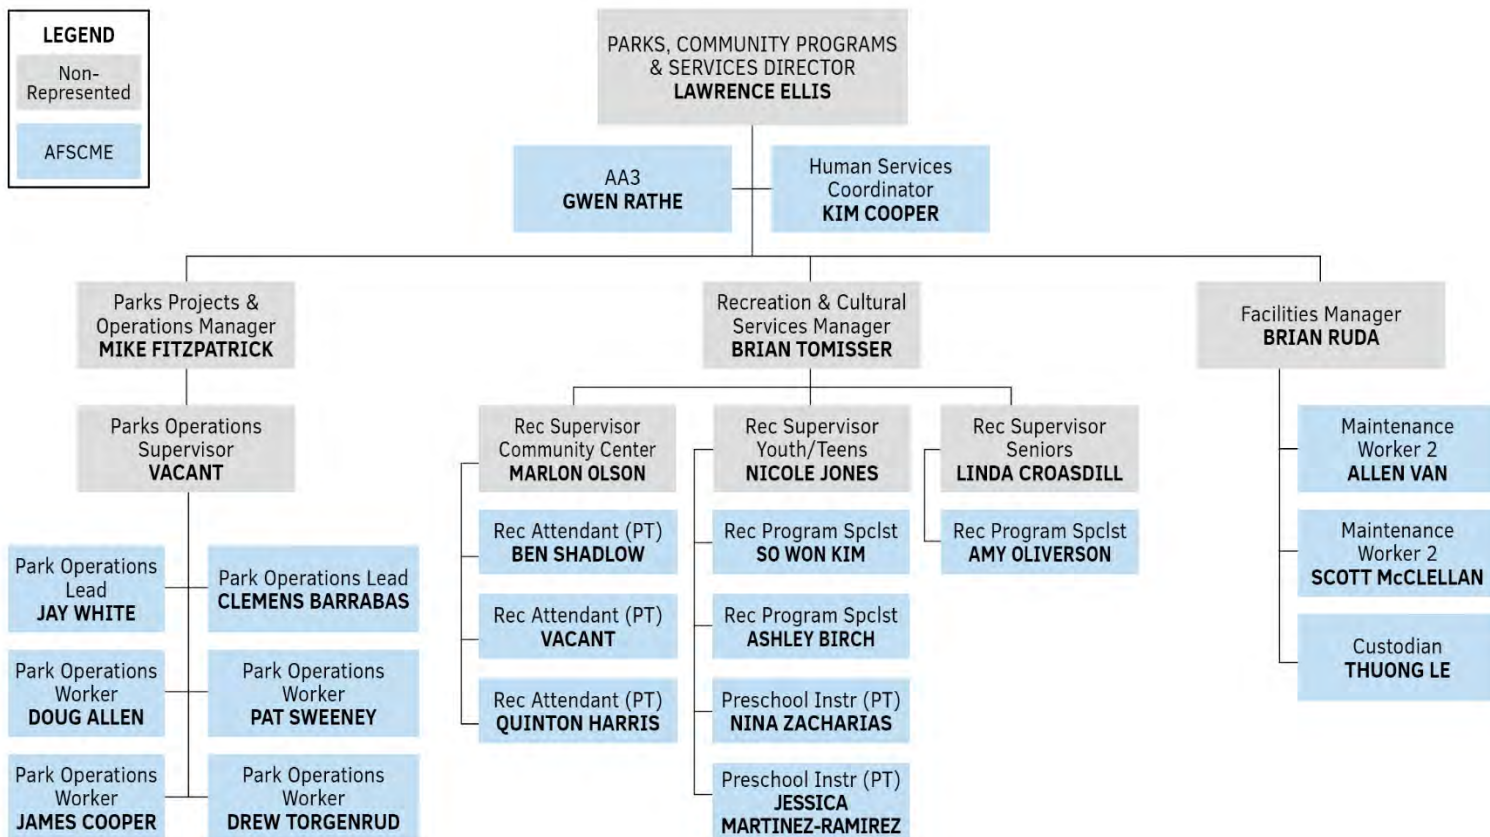 LEGEND
Non-
Represented
AFSCME
PARKS, COMMUNITY PROGRAMS
& SERVICES DIRECTOR
LAWRENCE ELLIS
AA3
GWEN RATHE
Human Services
Coordinator
KIM COOPER
Parks Projects &
Operations Manager
MIKE FITZPATRICK
Recreation & Cultural
Services Manager
BRIAN TOMISSER
Facilities Manager
BRIAN RUDA
Parks Operations
Supervisor
VACANT
Park Operations
Lead
JAY WHITE
Park Operations Lead
CLEMENS BARRABAS
Park Operations
Worker
DOUG ALLEN
Park Operations
Worker
PAT SWEENEY
Park Operations
Worker
JAMES COOPER
Park Operations
Worker
DREW TORGENRUD
Rec Supervisor
Community Center
MARLON OLSON
Rec Attendant (PT)
BEN SHADLOW
Rec Attendant (PT)
VACANT
Rec Attendant (PT)
QUINTON HARRIS
Rec Supervisor
Youth/Teens
NICOLE JONES
Rec Program Spclst
SO WON KIM
Rec Program Spclst
ASHLEY BIRCH
Preschool Instr (PT)
NINA ZACHARIAS
Preschool Instr (PT)
JESSICA
MARTINEZ-RAMIREZ
Rec Supervisor
Seniors
LINDA CROASDILL
Rec Program Spclst
AMY OLIVERSON
Maintenance
Worker 2
ALLEN VAN
Maintenance
Worker 2
SCOTT McCLELLAN
Custodian
THUONG LE